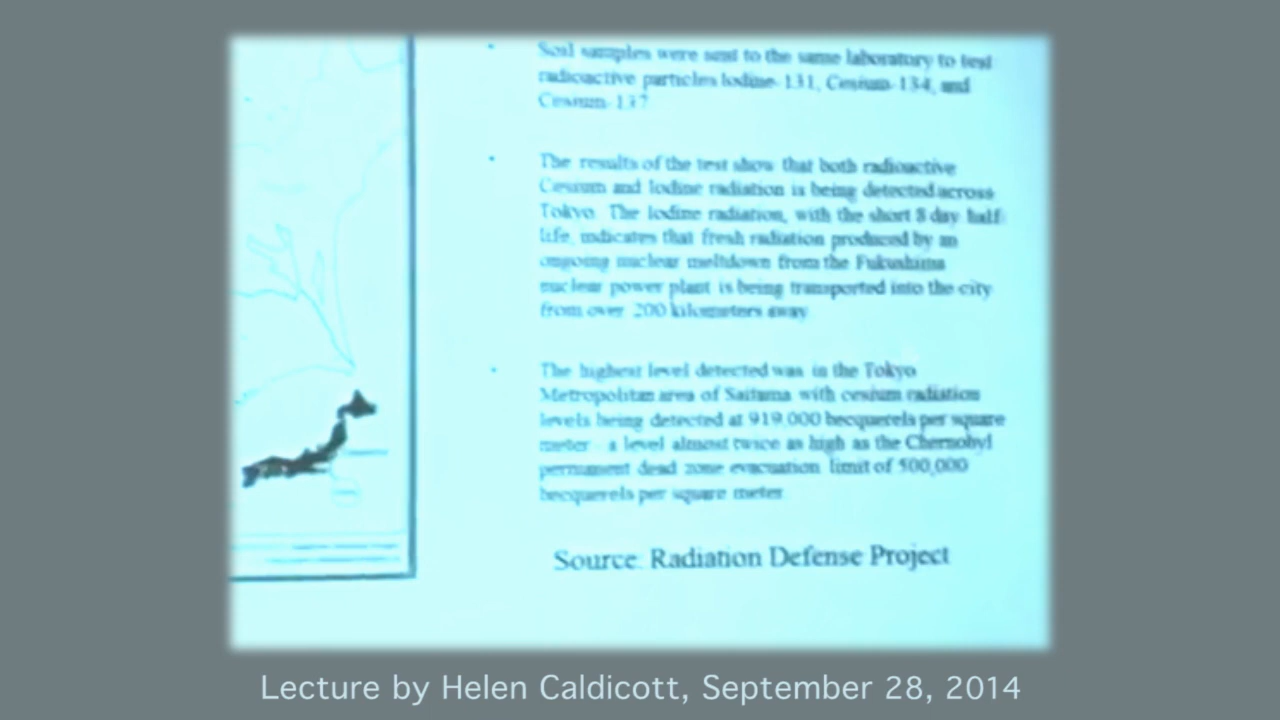 Soil samples were sent to the same laboratory to test
radioactive particles Iodine-131, Cesium-134, and
Cesium-137
The results of the test show that both radioactive
Cesium and Iodine radiation is being detected across
Tokyo. The Iodine radiation, with the short 8 day half
life, indicates that fresh radiation produced by an
ongoing nuclear meltdown from the Fukushima
nuclear power plant is being transported into the city
from over 200 kilometers away
The highest level detected was in the Tokyo
Metropolitan area of Saitama with cesium radiation
levels being detected at 919,000 becquerels per square
meter - a level almost twice as high as the Chernobyl
permanent dead zone evacuation limit of 500,000
becquerels per square meter.
Source: Radiation Defense Project
Lecture by Helen Caldicott, September 28, 2014